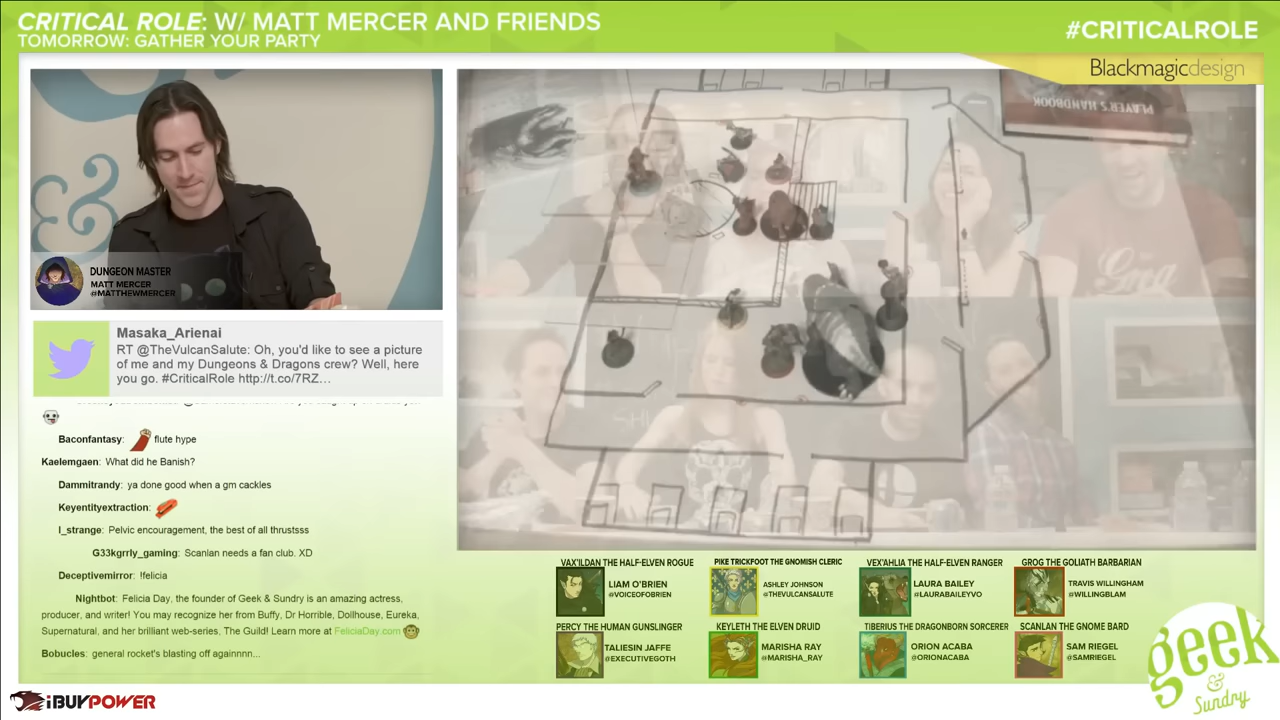 CRITICAL ROLE: W/ MATT MERCER AND FRIENDS
TOMORROW: GATHER YOUR PARTY
#CRITICALROLE
Blackmagicdesign
PLAYER'S HANDBOOK
&
DUNGEON MASTER
MATT MERCER
@MATTHEWMERCER
Masaka_Arienai
RT @TheVulcanSalute: Oh, you'd like to see a picture
of me and my Dungeons & Dragons crew? Well, here
you go. #CriticalRole http://t.co/7RZ…
Baconfantasy: flute hype
Kaelemgaen: What did he Banish?
Dammitrandy: ya done good when a gm cackles
Keyentityextraction:
I_strange: Pelvic encouragement, the best of all thrustsss
G33kgrrly_gaming: Scanlan needs a fan club. XD
Deceptivemirror: !felicia
Nightbot: Felicia Day, the founder of Geek & Sundry is an amazing actress,
producer, and writer! You may recognize her from Buffy, Dr Horrible, Dollhouse, Eureka,
Supernatural, and her brilliant web-series, The Guild! Learn more at FeliciaDay.com
Bobucles: general rocket's blasting off againnnn...
VAX'ILDAN THE HALF-ELVEN ROGUE
LIAM O'BRIEN
@VOICEOFOBRIEN
PIKE TRICKFOOT THE GNOMISH CLERIC
ASHLEY JOHNSON
@THEVULCANSALUTE
VEX'AHLIA THE HALF-ELVEN RANGER
LAURA BAILEY
@LAURABAILEYVO
GROG THE GOLIATH BARBARIAN
TRAVIS WILLINGHAM
@WILLINGBLAM
PERCY THE HUMAN GUNSLINGER
TALIESIN JAFFE
@EXECUTIVEGOTH
KEYLETH THE ELVEN DRUID
MARISHA RAY
@MARISHA_RAY
TIBERIUS THE DRAGONBORN SORCERER
ORION ACABA
@ORIONACABA
SCANLAN THE GNOME BARD
SAM RIEGEL
@SAMRIEGEL
geek
&
Sundry
iBUYPOWER